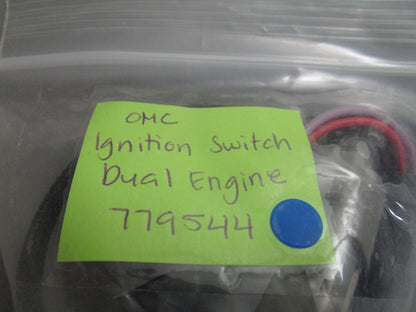 OMC
Ignition Switch
Dual Engine
779544